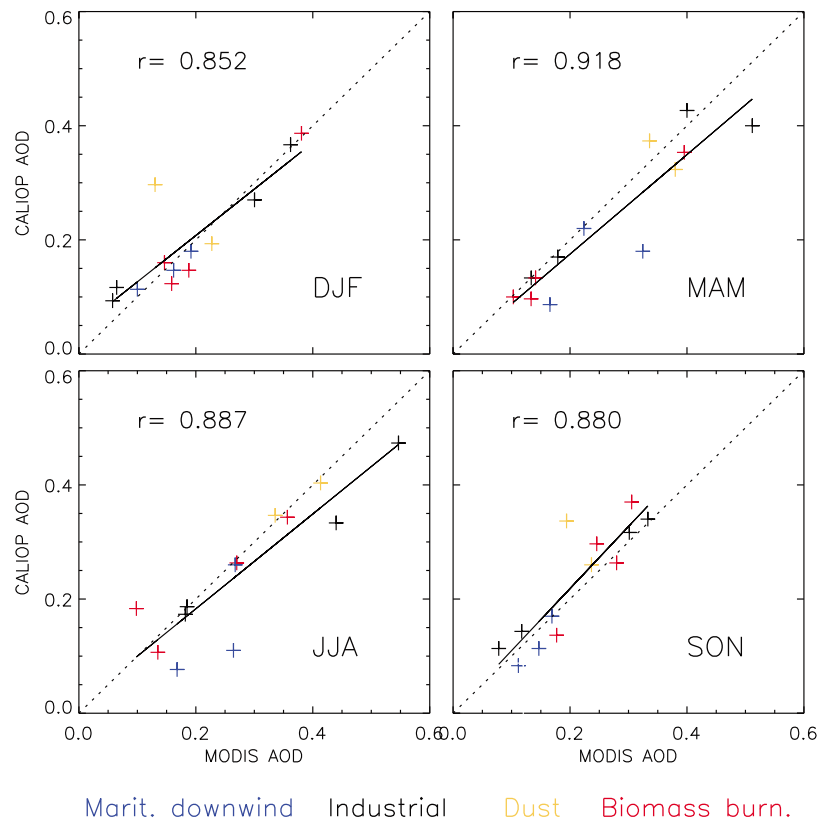 0.6
r= 0.852
r= 0.918
0.4
CALIOP AOD
0.2
DJF
MAM
0.0
0.6
r= 0.887
r= 0.880
0.4
CALIOP AOD
0.2
JJA
SON
0.0
0.0 0.2 0.4 0.6 0.0 0.2 0.4 0.6
MODIS AOD MODIS AOD
Marit. downwind Industrial Dust Biomass burn.